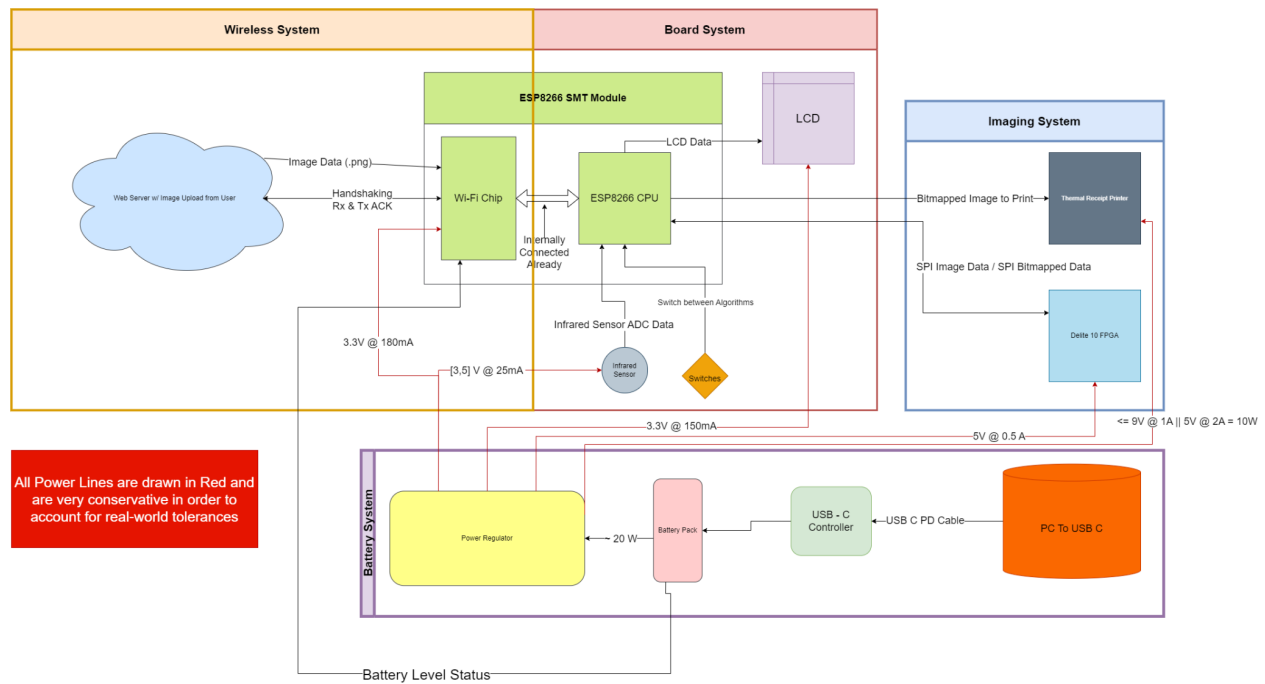 Wireless System
Board System
ESP8266 SMT Module
LCD
Imaging System
LCD Data
Image Data (.png)
Web Server w/ Image Upload from User
Handshaking
Rx & Tx ACK
Wi-Fi Chip
ESP8266 CPU
Bitmapped Image to Print
Thermal Receipt Printer
Internally
Connected
Already
SPI Image Data / SPI Bitmapped Data
Switch between Algorithms
Infrared Sensor ADC Data
3.3V @ 180mA
Delite 10 FPGA
[3,5] V @ 25mA
Infrared
Sensor
Switches
3.3V @ 150mA
<= 9V @ 1A || 5V @ 2A = 10W
5V @ 0.5 A
All Power Lines are drawn in Red and
are very conservative in order to
account for real-world tolerances
Battery System
Power Regulator
~ 20 W
Battery Pack
USB - C
Controller
USB C PD Cable
PC To USB C
Battery Level Status